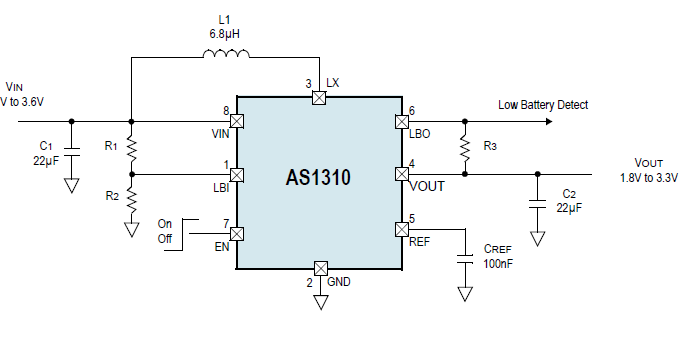 L1
6.8µH
3
LX
VIN
V to 3.6V
8
VIN
6
LBO
Low Battery Detect
C1
22µF
R1
R3
1
LBI
AS1310
4
VOUT
VOUT
1.8V to 3.3V
R2
C2
22µF
On
Off
7
EN
5
REF
CREF
100nF
2
GND